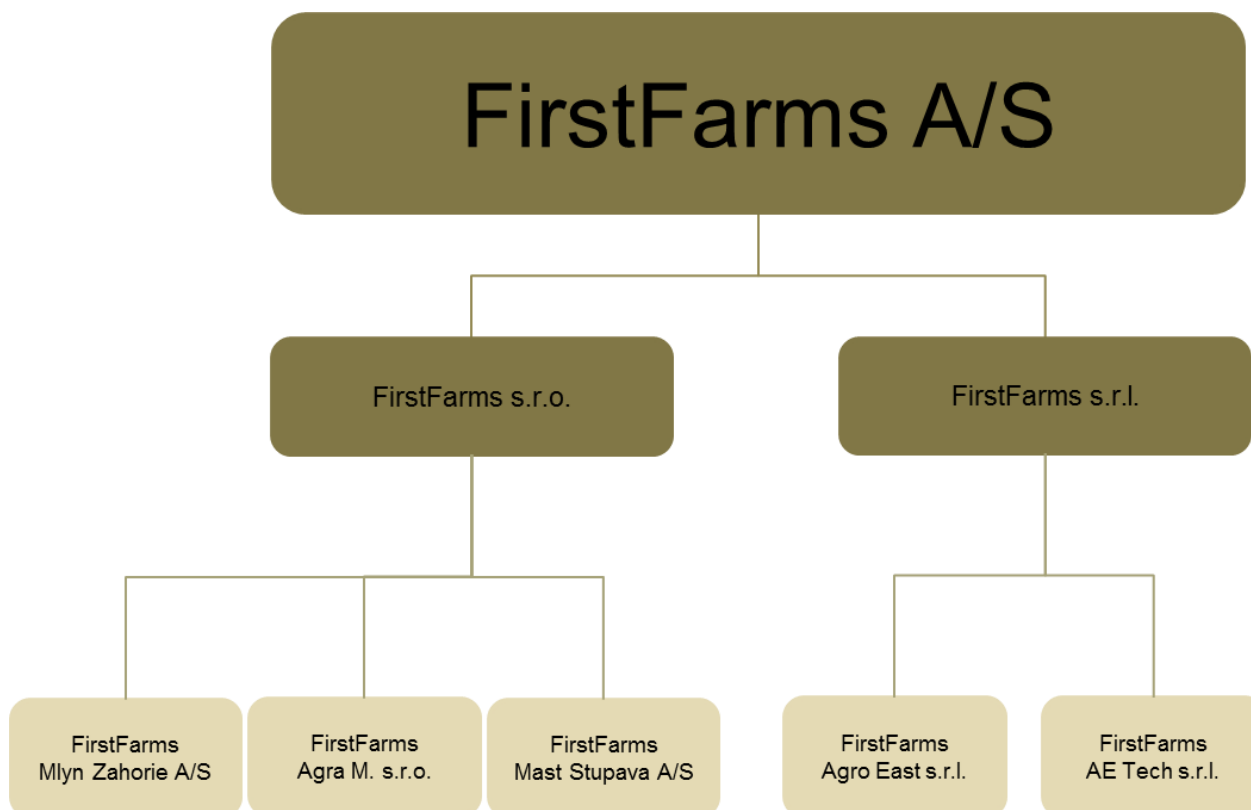 FirstFarms A/S
FirstFarms s.r.o.
FirstFarms s.r.l.
FirstFarms
Mlyn Zahorie A/S
FirstFarms
Agra M. s.r.o.
FirstFarms
Mast Stupava A/S
FirstFarms
Agro East s.r.l.
FirstFarms
AE Tech s.r.l.